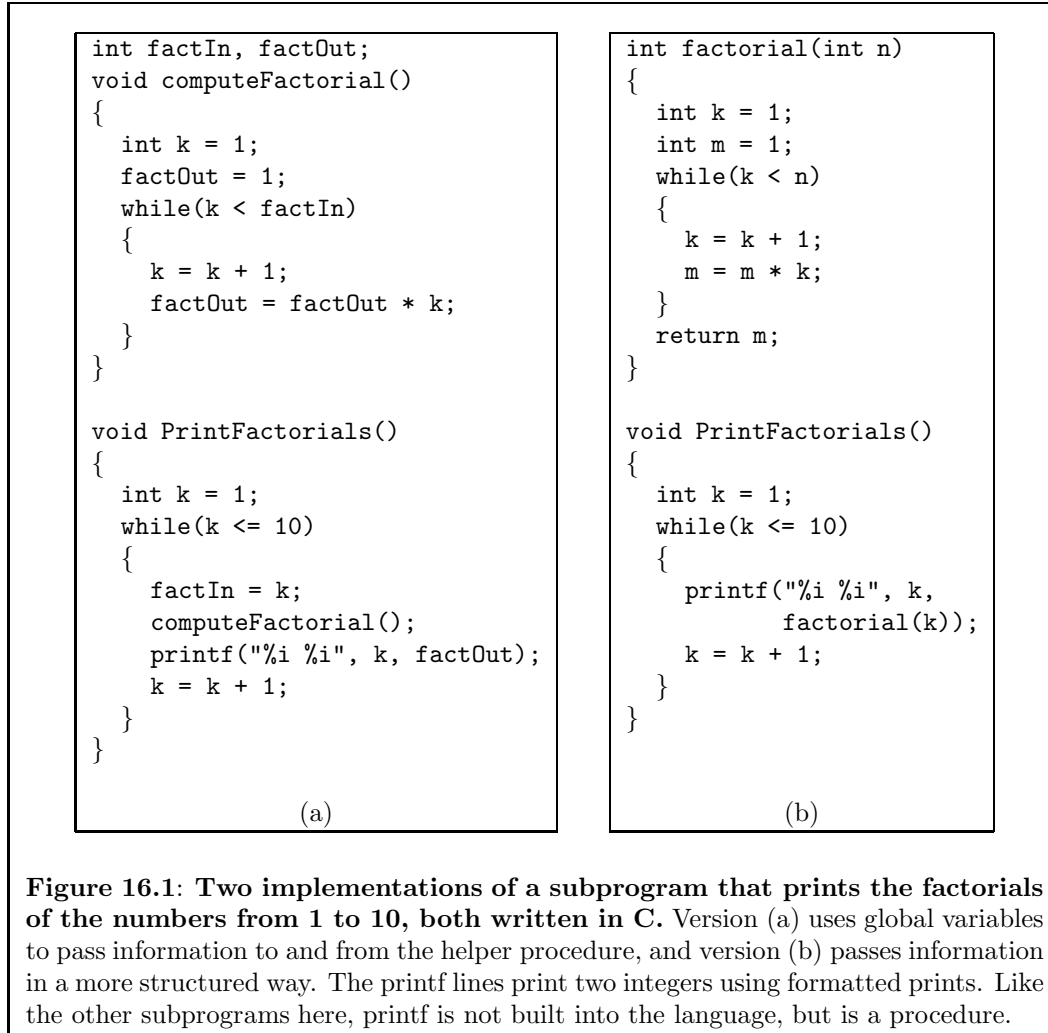 int factIn, factOut;
void computeFactorial()
{
  int k = 1;
  factOut = 1;
  while(k < factIn)
  {
    k = k + 1;
    factOut = factOut * k;
  }
}

void PrintFactorials()
{
  int k = 1;
  while(k <= 10)
  {
    factIn = k;
    computeFactorial();
    printf("%i %i", k, factOut);
    k = k + 1;
  }
}
(a)
int factorial(int n)
{
  int k = 1;
  int m = 1;
  while(k < n)
  {
    k = k + 1;
    m = m * k;
  }
  return m;
}

void PrintFactorials()
{
  int k = 1;
  while(k <= 10)
  {
    printf("%i %i", k,
          factorial(k));
    k = k + 1;
  }
}
(b)
Figure 16.1: Two implementations of a subprogram that prints the factorials
of the numbers from 1 to 10, both written in C. Version (a) uses global variables
to pass information to and from the helper procedure, and version (b) passes information
in a more structured way. The printf lines print two integers using formatted prints. Like
the other subprograms here, printf is not built into the language, but is a procedure.